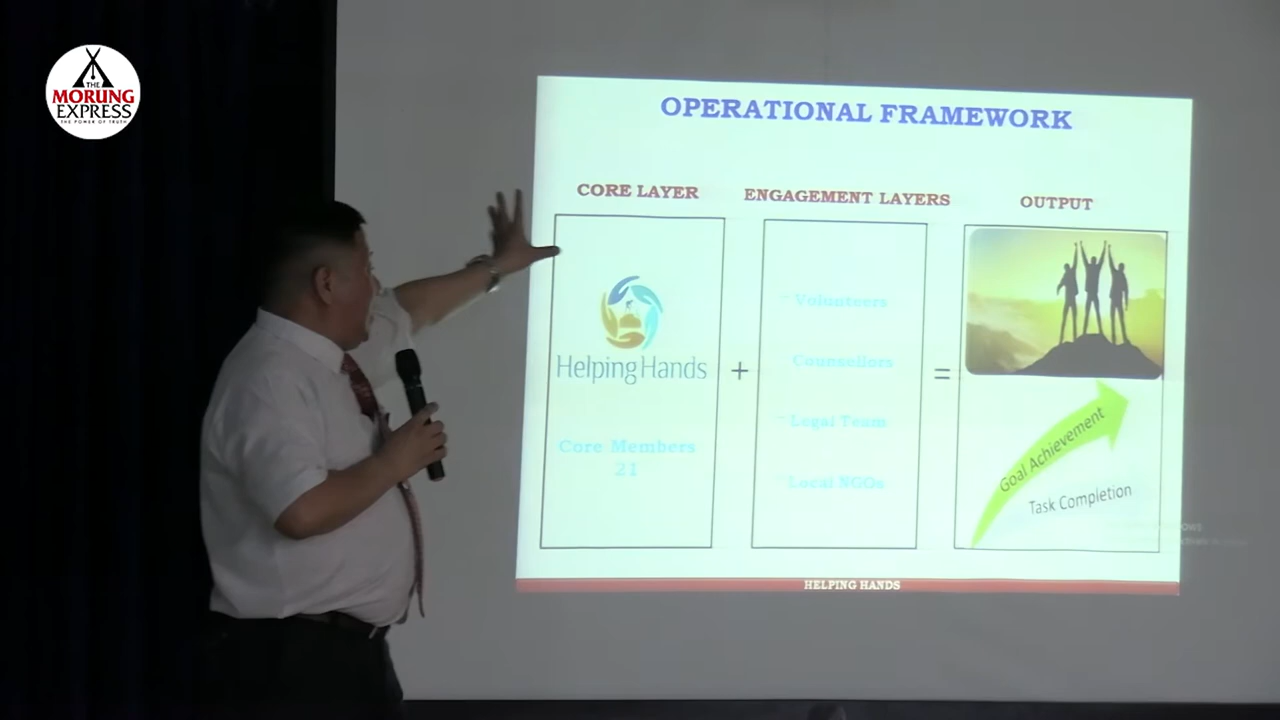 THE
MORUNG
EXPRESS
THE POWER OF TRUTH
OPERATIONAL FRAMEWORK
CORE LAYER
ENGAGEMENT LAYERS
OUTPUT
Helping Hands
Core Members
21
+
Volunteers
Counsellors
Legal Team
Local NGOs
=
Goal Achievement
Task Completion
HELPING HANDS